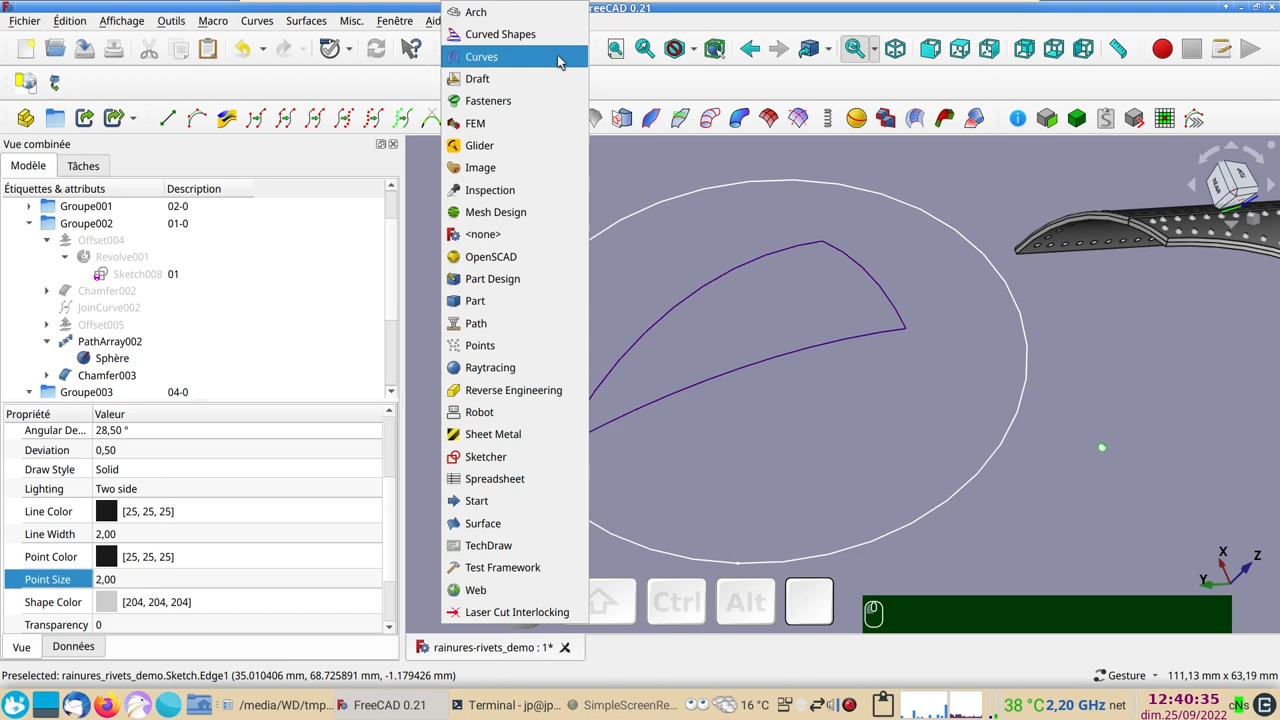 FreeCAD 0.21
Fichier Édition Affichage Outils Macro Curves Surfaces Misc. Fenêtre
Arch
Curved Shapes
Curves
Draft
Fasteners
FEM
Glider
Image
Inspection
Mesh Design
<none>
OpenSCAD
Part Design
Part
Path
Points
Raytracing
Reverse Engineering
Robot
Sheet Metal
Sketcher
Spreadsheet
Start
Surface
TechDraw
Test Framework
Web
Laser Cut Interlocking
Vue combinée
Modèle Tâches
Étiquettes & attributs Description
Groupe001 02-0
Groupe002 01-0
Offset004
Revolve001
Sketch008 01
Chamfer002
JoinCurve002
Offset005
PathArray002
Sphère
Chamfer003
Groupe003 04-0
Propriété Valeur
Angular De... 28,50 °
Deviation 0,50
Draw Style Solid
Lighting Two side
Line Color [25, 25, 25]
Line Width 2,00
Point Color [25, 25, 25]
Point Size 2,00
Shape Color [204, 204, 204]
Transparency 0
Vue Données
X Z
Y
Ctrl Alt
rainures-rivets_demo : 1*
Preselected: rainures_rivets_demo.Sketch.Edge1 (35.010406 mm, 68.725891 mm, -1.179426 mm)
Gesture 111,13 mm x 63,19 mm
/media/WD/tmp... FreeCAD 0.21 Terminal - jp@jp... SimpleScreenRe... 16 °C 38 °C 2,20 GHz net 12:40:35
dim.25/09/2022